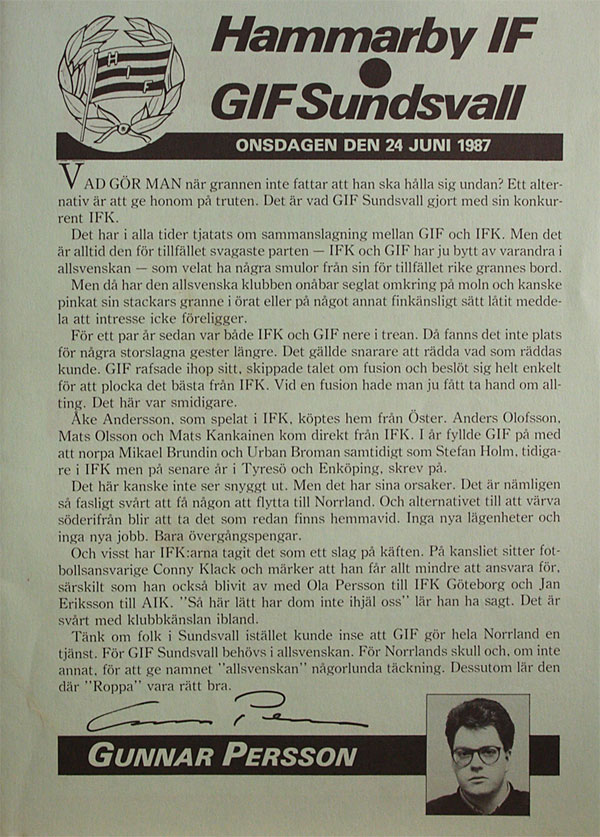 H
I
F
Hammarby IF
●
GIF Sundsvall
ONSDAGEN DEN 24 JUNI 1987
VAD GÖR MAN när grannen inte fattar att han ska hålla sig undan? Ett alter-
nativ är att ge honom på truten. Det är vad GIF Sundsvall gjort med sin konkur-
rent IFK.
Det har i alla tider tjatats om sammanslagning mellan GIF och IFK. Men det
är alltid den för tillfället svagaste parten — IFK och GIF har ju bytt av varandra i
allsvenskan — som velat ha några smulor från sin för tillfället rike grannes bord.
Men då har den allsvenska klubben onåbar seglat omkring på moln och kanske
pinkat sin stackars granne i örat eller på något annat finkänsligt sätt låtit medde-
la att intresse icke föreligger.
För ett par år sedan var både IFK och GIF nere i trean. Då fanns det inte plats
för några storslagna gester längre. Det gällde snarare att rädda vad som räddas
kunde. GIF rafsade ihop sitt, skippade talet om fusion och beslöt sig helt enkelt
för att plocka det bästa från IFK. Vid en fusion hade man ju fått ta hand om all-
ting. Det här var smidigare.
Åke Andersson, som spelat i IFK, köptes hem från Öster. Anders Olofsson,
Mats Olsson och Mats Kankainen kom direkt från IFK. I år fyllde GIF på med
att norpa Mikael Brundin och Urban Broman samtidigt som Stefan Holm, tidiga-
re i IFK men på senare år i Tyresö och Enköping, skrev på.
Det här kanske inte ser snyggt ut. Men det har sina orsaker. Det är nämligen
så fasligt svårt att få någon att flytta till Norrland. Och alternativet till att värva
söderifrån blir att ta det som redan finns hemmavid. Inga nya lägenheter och
inga nya jobb. Bara övergångspengar.
Och visst har IFK:arna tagit det som ett slag på käften. På kansliet sitter fot-
bollsansvarige Conny Klack och märker att han får allt mindre att ansvara för,
särskilt som han också blivit av med Ola Persson till IFK Göteborg och Jan
Eriksson till AIK. ”Så här lätt har dom inte ihjäl oss” lär han ha sagt. Det är
svårt med klubbkänslan ibland.
Tänk om folk i Sundsvall istället kunde inse att GIF gör hela Norrland en
tjänst. För GIF Sundsvall behövs i allsvenskan. För Norrlands skull och, om inte
annat, för att ge namnet ”allsvenskan” någorlunda täckning. Dessutom lär den
där ”Roppa” vara rätt bra.
GUNNAR PERSSON